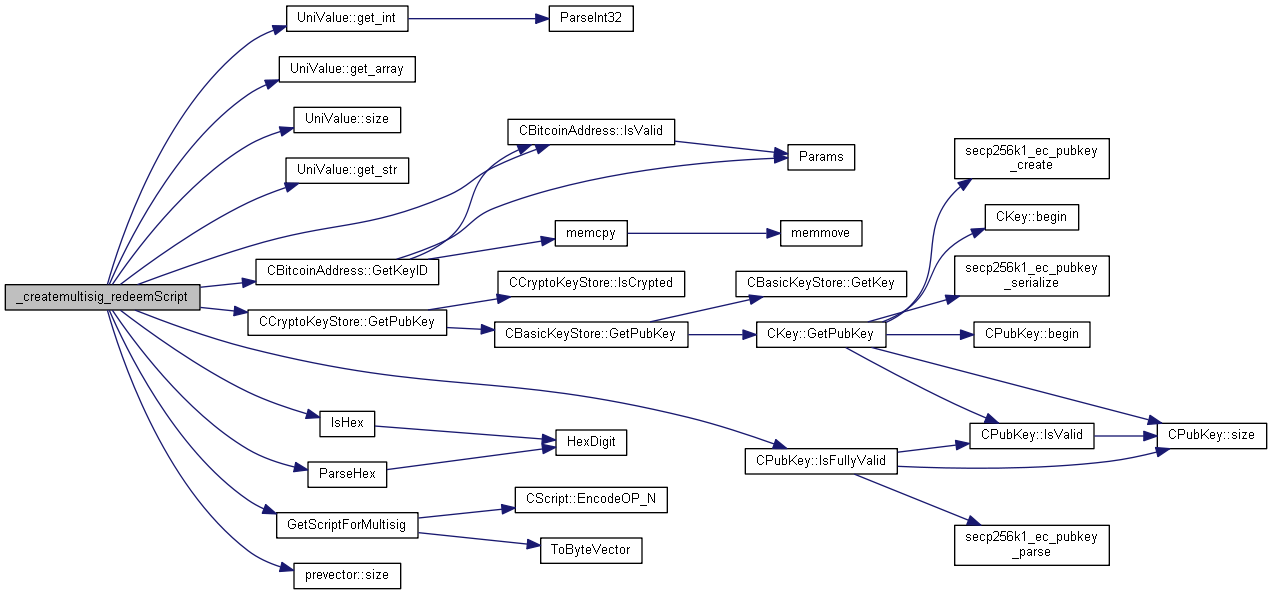 UniValue::get_int
ParseInt32
UniValue::get_array
UniValue::size
CBitcoinAddress::IsValid
Params
UniValue::get_str
secp256k1_ec_pubkey
_create
CKey::begin
memcpy
memmove
CBitcoinAddress::GetKeyID
secp256k1_ec_pubkey
_serialize
CCryptoKeyStore::IsCrypted
CBasicKeyStore::GetKey
_createmultisig_redeemScript
CCryptoKeyStore::GetPubKey
CBasicKeyStore::GetPubKey
CKey::GetPubKey
CPubKey::begin
IsHex
HexDigit
CPubKey::IsValid
CPubKey::size
ParseHex
CPubKey::IsFullyValid
CScript::EncodeOP_N
GetScriptForMultisig
ToByteVector
secp256k1_ec_pubkey
_parse
prevector::size